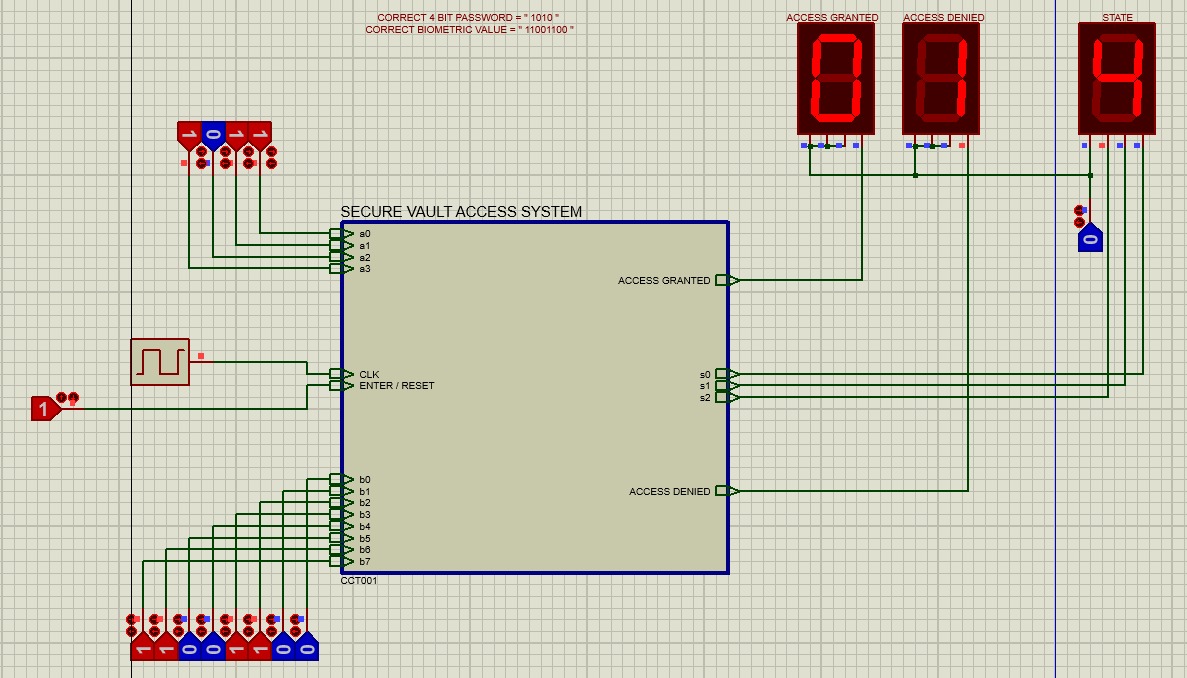 CORRECT 4 BIT PASSWORD = " 1010 "
CORRECT BIOMETRIC VALUE = " 11001100 "
ACCESS GRANTED
ACCESS DENIED
STATE
0
1
4
1 0 1 1
0
SECURE VAULT ACCESS SYSTEM
a0
a1
a2
a3
ACCESS GRANTED
CLK
ENTER / RESET
1
s0
s1
s2
b0
b1
b2
b3
b4
b5
b6
b7
ACCESS DENIED
CCT001
1 1 0 0 1 1 0 0